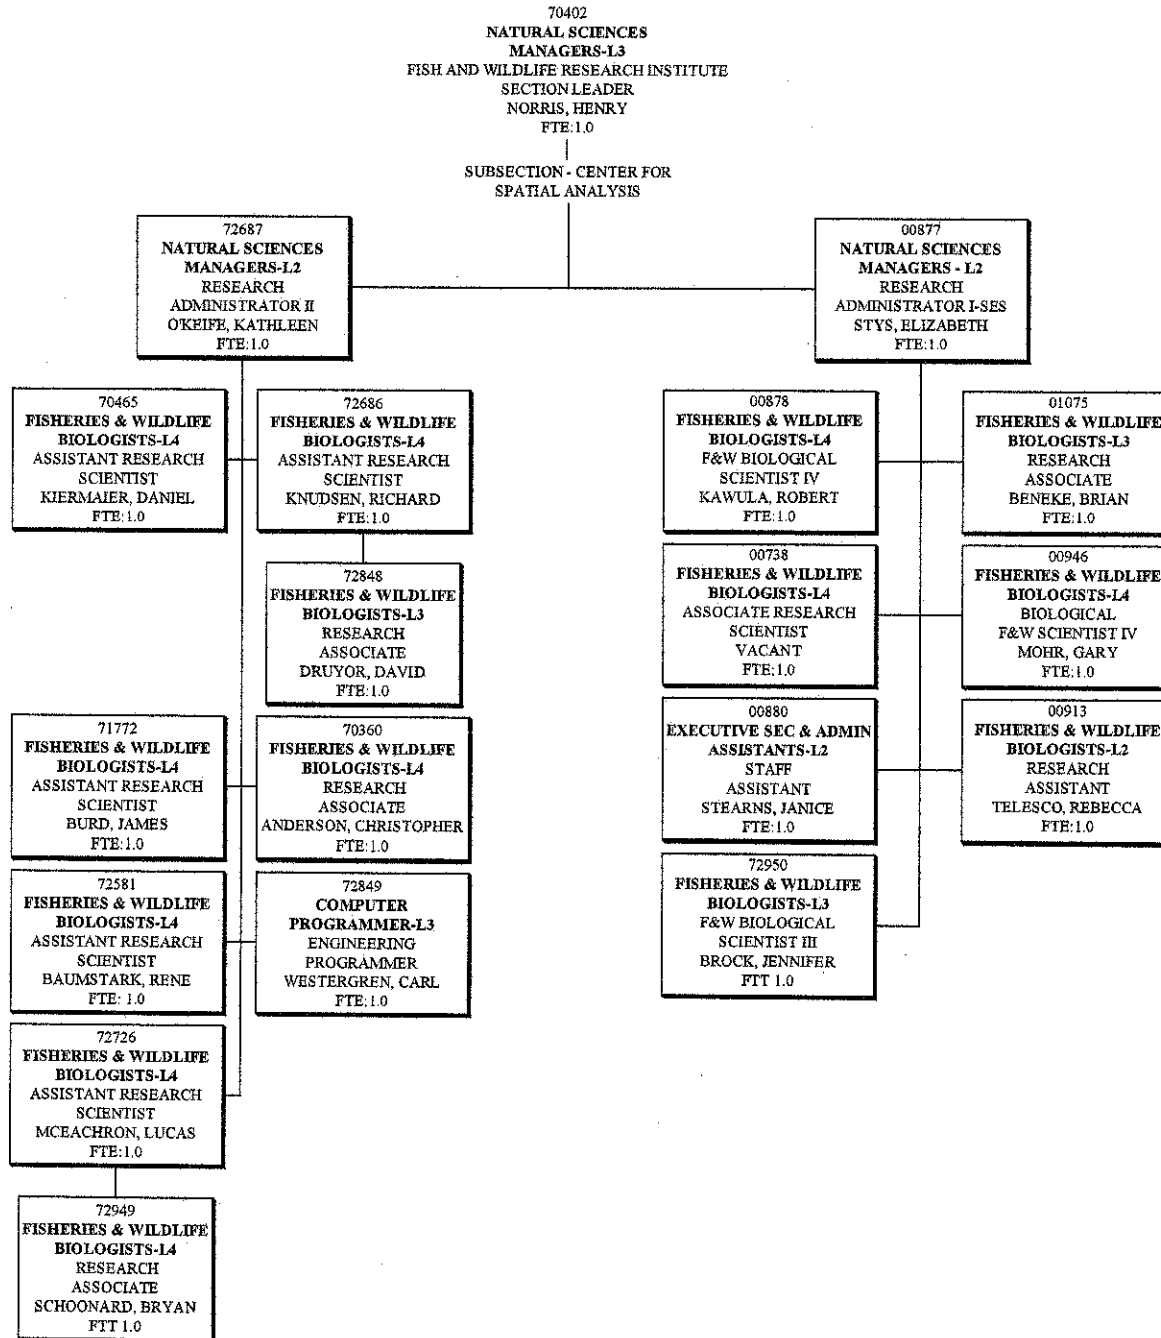 70402
NATURAL SCIENCES
MANAGERS-L3
FISH AND WILDLIFE RESEARCH INSTITUTE
SECTION LEADER
NORRIS, HENRY
FTE:1.0
SUBSECTION - CENTER FOR
SPATIAL ANALYSIS
72687
NATURAL SCIENCES
MANAGERS-L2
RESEARCH
ADMINISTRATOR II
O'KEIFE, KATHLEEN
FTE:1.0
00877
NATURAL SCIENCES
MANAGERS - L2
RESEARCH
ADMINISTRATOR I-SES
STYS, ELIZABETH
FTE:1.0
70465
FISHERIES & WILDLIFE
BIOLOGISTS-L4
ASSISTANT RESEARCH
SCIENTIST
KIERMAIER, DANIEL
FTE:1.0
72686
FISHERIES & WILDLIFE
BIOLOGISTS-L4
ASSISTANT RESEARCH
SCIENTIST
KNUDSEN, RICHARD
FTE:1.0
72848
FISHERIES & WILDLIFE
BIOLOGISTS-L3
RESEARCH
ASSOCIATE
DRUYOR, DAVID
FTE:1.0
71772
FISHERIES & WILDLIFE
BIOLOGISTS-L4
ASSISTANT RESEARCH
SCIENTIST
BURD, JAMES
FTE:1.0
70360
FISHERIES & WILDLIFE
BIOLOGISTS-L4
RESEARCH
ASSOCIATE
ANDERSON, CHRISTOPHER
FTE:1.0
72581
FISHERIES & WILDLIFE
BIOLOGISTS-L4
ASSISTANT RESEARCH
SCIENTIST
BAUMSTARK, RENE
FTE: 1.0
72849
COMPUTER
PROGRAMMER-L3
ENGINEERING
PROGRAMMER
WESTERGREN, CARL
FTE:1.0
72726
FISHERIES & WILDLIFE
BIOLOGISTS-L4
ASSISTANT RESEARCH
SCIENTIST
MCEACHRON, LUCAS
FTE:1.0
72949
FISHERIES & WILDLIFE
BIOLOGISTS-L4
RESEARCH
ASSOCIATE
SCHOONARD, BRYAN
FTT 1.0
00878
FISHERIES & WILDLIFE
BIOLOGISTS-L4
F&W BIOLOGICAL
SCIENTIST IV
KAWULA, ROBERT
FTE:1.0
01075
FISHERIES & WILDLIFE
BIOLOGISTS-L3
RESEARCH
ASSOCIATE
BENEKE, BRIAN
FTE:1.0
00738
FISHERIES & WILDLIFE
BIOLOGISTS-L4
ASSOCIATE RESEARCH
SCIENTIST
VACANT
FTE:1.0
00946
FISHERIES & WILDLIFE
BIOLOGISTS-L4
BIOLOGICAL
F&W SCIENTIST IV
MOHR, GARY
FTE:1.0
00880
EXECUTIVE SEC & ADMIN
ASSISTANTS-L2
STAFF
ASSISTANT
STEARNS, JANICE
FTE:1.0
00913
FISHERIES & WILDLIFE
BIOLOGISTS-L2
RESEARCH
ASSISTANT
TELESCO, REBECCA
FTE:1.0
72950
FISHERIES & WILDLIFE
BIOLOGISTS-L3
F&W BIOLOGICAL
SCIENTIST III
BROCK, JENNIFER
FTT 1.0